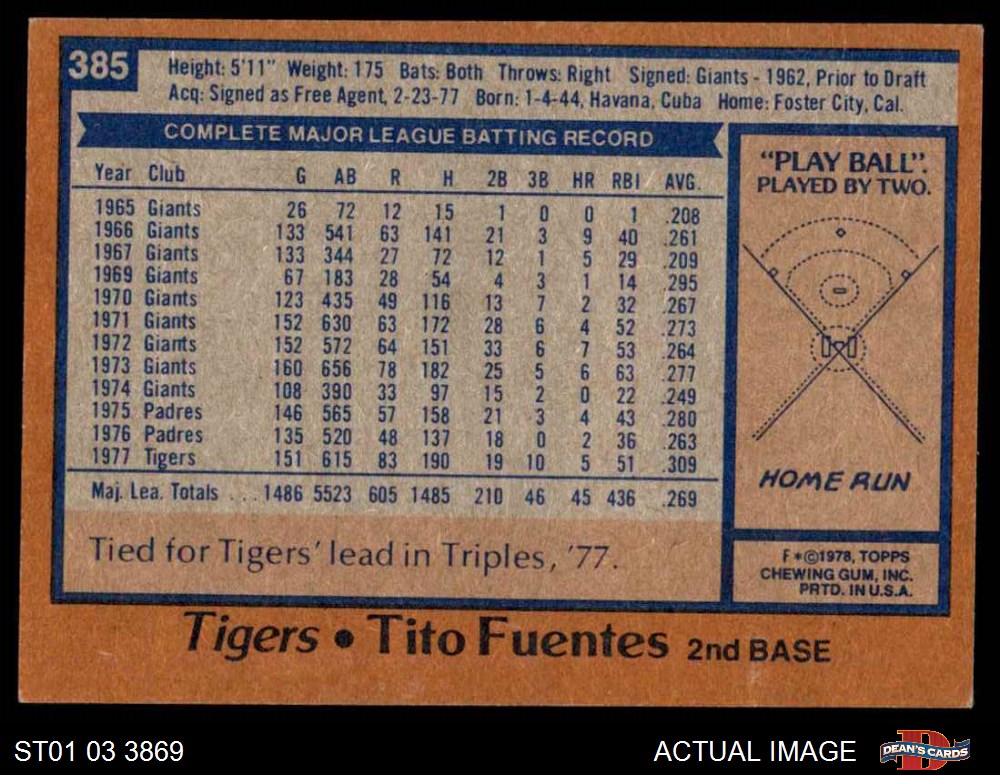 385
Height: 5'11" Weight: 175 Bats: Both Throws: Right Signed: Giants - 1962, Prior to Draft
Acq: Signed as Free Agent, 2-23-77 Born: 1-4-44, Havana, Cuba Home: Foster City, Cal.
COMPLETE MAJOR LEAGUE BATTING RECORD
Year Club G AB R H 2B 3B HR RBI AVG.
1965 Giants 26 72 12 15 1 0 0 1 .208
1966 Giants 133 541 63 141 21 3 9 40 .261
1967 Giants 133 344 27 72 12 1 5 29 .209
1969 Giants 67 183 28 54 4 3 1 14 .295
1970 Giants 123 435 49 116 13 7 2 32 .267
1971 Giants 152 630 63 172 28 6 4 52 .273
1972 Giants 152 572 64 151 33 6 7 53 .264
1973 Giants 160 656 78 182 25 5 6 63 .277
1974 Giants 108 390 33 97 15 2 0 22 .249
1975 Padres 146 565 57 158 21 3 4 43 .280
1976 Padres 135 520 48 137 18 0 2 36 .263
1977 Tigers 151 615 83 190 19 10 5 51 .309
Maj. Lea. Totals ... 1486 5523 605 1485 210 46 45 436 .269
Tied for Tigers' lead in Triples, '77.
"PLAY BALL".
PLAYED BY TWO.
HOME RUN
F*©1978, TOPPS
CHEWING GUM, INC.
PRTD. IN U.S.A.
Tigers • Tito Fuentes 2nd BASE
ST01 03 3869
ACTUAL IMAGE
D
DEAN'S CARDS